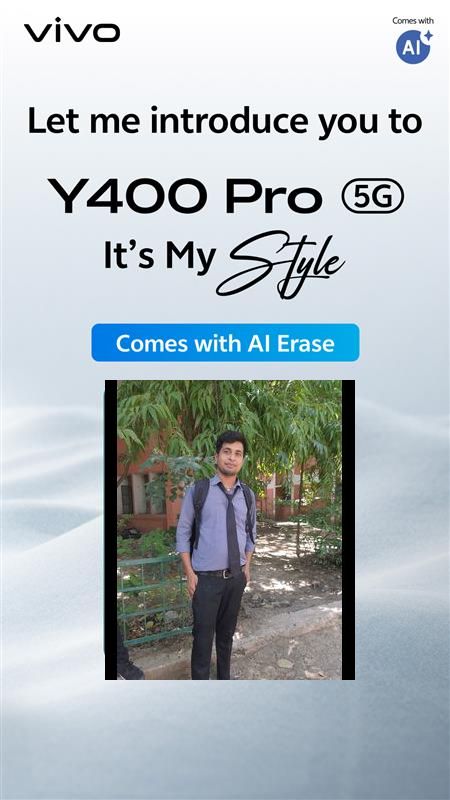 vivo
Comes with
AI
Let me introduce you to
Y400 Pro 5G
It's My Style
Comes with AI Erase